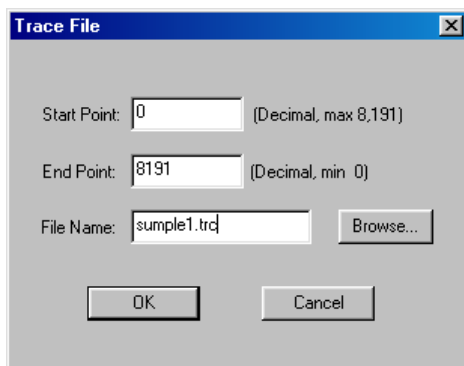 Trace File
Start Point: 0 (Decimal, max 8,191)
End Point: 8191 (Decimal, min 0)
File Name: sumple1.trc Browse...
OK Cancel